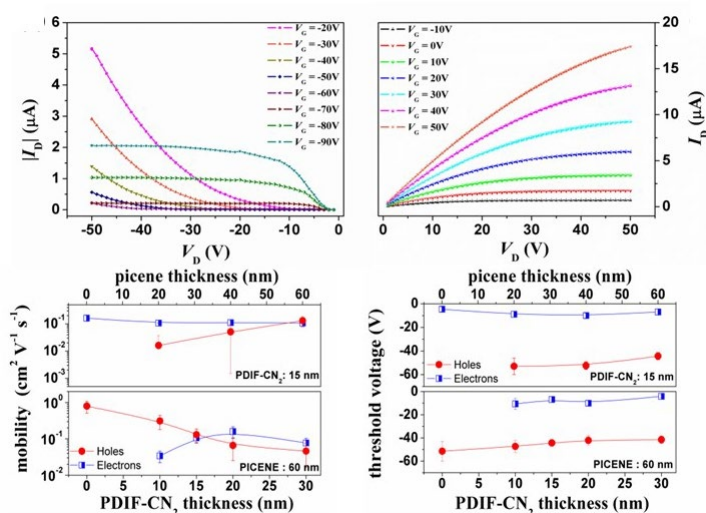 6
5
4
3
2
1
0
|I_D| (μA)
V_G = -20V
V_G = -30V
V_G = -40V
V_G = -50V
V_G = -60V
V_G = -70V
V_G = -80V
V_G = -90V
-50 -40 -30 -20 -10 0
V_D (V)
V_G = -10V
V_G = 0V
V_G = 10V
V_G = 20V
V_G = 30V
V_G = 40V
V_G = 50V
20
15
10
5
0
I_D (μA)
0 10 20 30 40 50
V_D (V)
picene thickness (nm)
0 10 20 30 40 50 60
10⁻¹
10⁻²
10⁻³
PDIF-CN₂: 15 nm
mobility (cm² V⁻¹ s⁻¹)
10⁰
10⁻¹
10⁻²
Holes
Electrons
PICENE : 60 nm
0 5 10 15 20 25 30
PDIF-CN₂ thickness (nm)
picene thickness (nm)
0 10 20 30 40 50 60
0
-20
-40
-60
Holes
Electrons
PDIF-CN₂: 15 nm
threshold voltage (V)
0
-20
-40
-60
PICENE : 60 nm
0 5 10 15 20 25 30
PDIF-CN₂ thickness (nm)